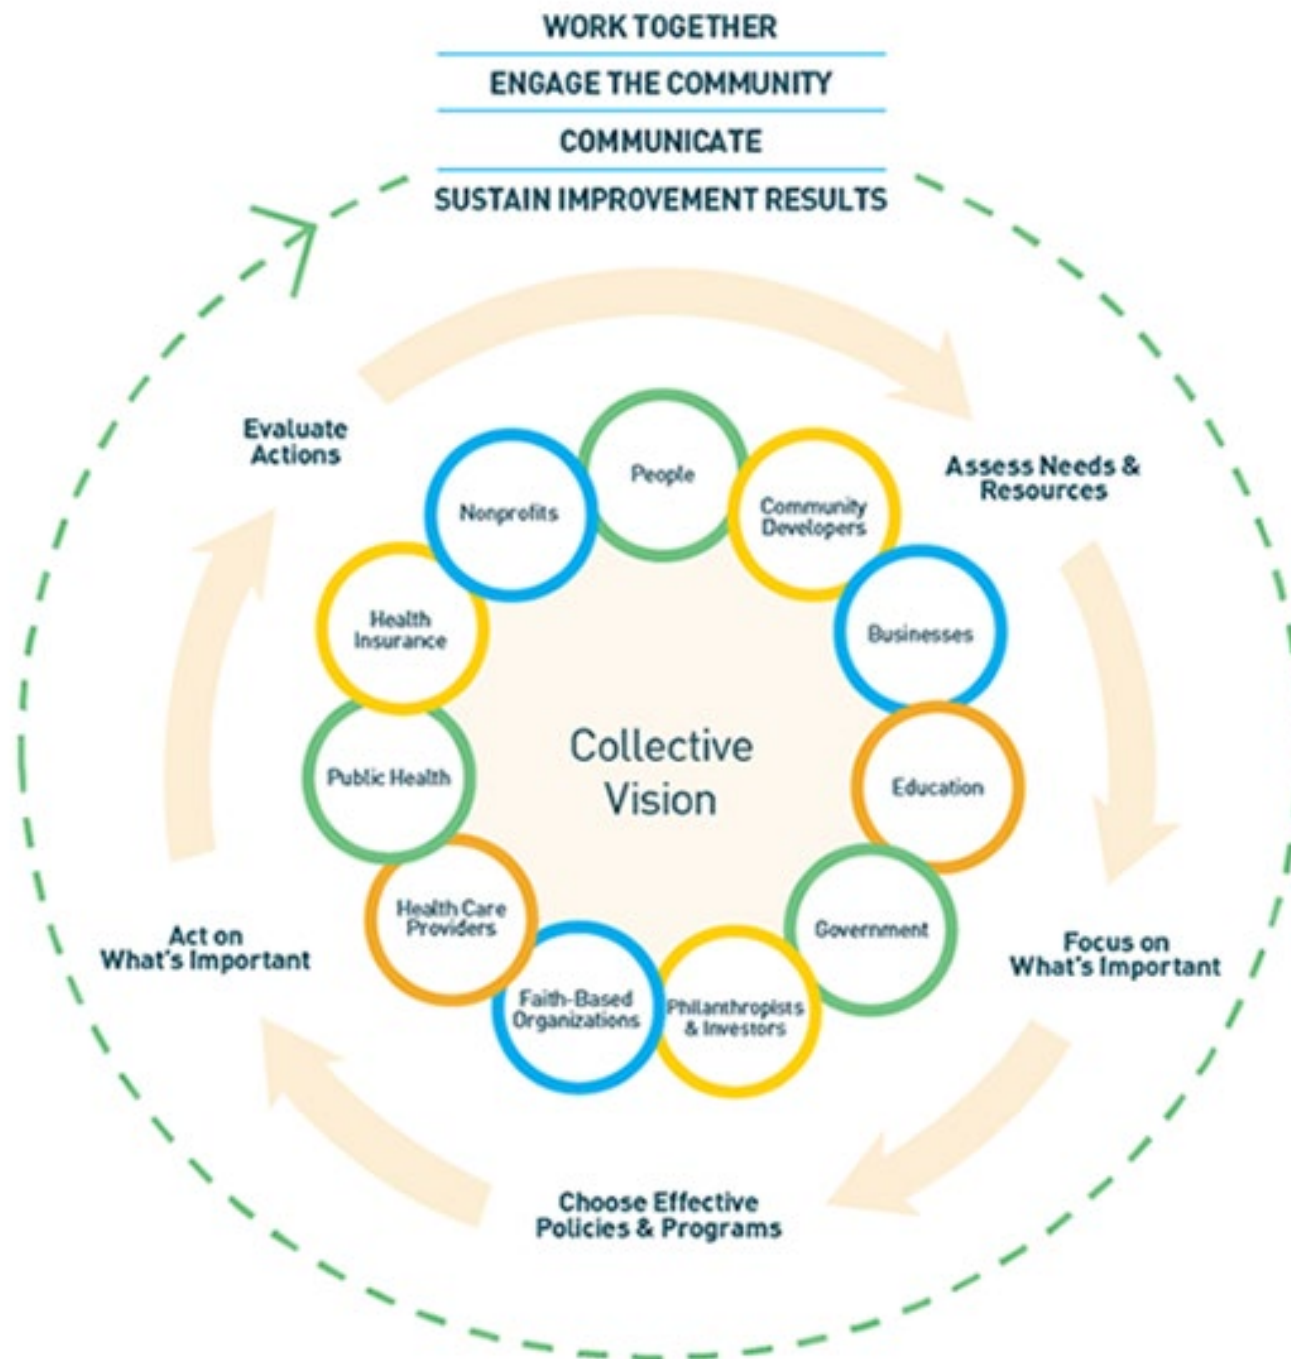 WORK TOGETHER
ENGAGE THE COMMUNITY
COMMUNICATE
SUSTAIN IMPROVEMENT RESULTS
Evaluate
Actions
Assess Needs &
Resources
Focus on
What's Important
Choose Effective
Policies & Programs
Act on
What's Important
People
Community
Developers
Businesses
Education
Government
Philanthropists
& Investors
Faith-Based
Organizations
Health Care
Providers
Public Health
Health
Insurance
Nonprofits
Collective
Vision